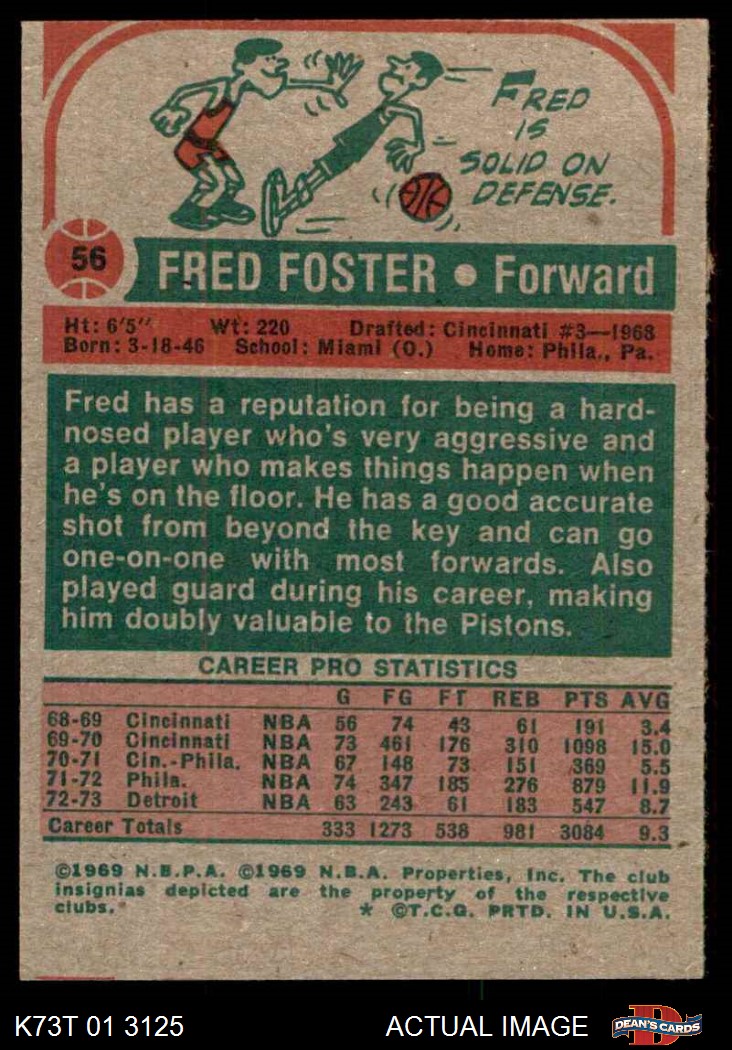 FRED
IS
SOLID ON
DEFENSE.
56
FRED FOSTER • Forward
Ht: 6'5" Wt: 220 Drafted: Cincinnati #3—1968
Born: 3-18-46 School: Miami (O.) Home: Phila., Pa.
Fred has a reputation for being a hard-
nosed player who's very aggressive and
a player who makes things happen when
he's on the floor. He has a good accurate
shot from beyond the key and can go
one-on-one with most forwards. Also
played guard during his career, making
him doubly valuable to the Pistons.
CAREER PRO STATISTICS
G FG FT REB PTS AVG
68-69 Cincinnati NBA 56 74 43 61 191 3.4
69-70 Cincinnati NBA 73 461 176 310 1098 15.0
70-71 Cin.-Phila. NBA 67 148 73 151 369 5.5
71-72 Phila. NBA 74 347 185 276 879 11.9
72-73 Detroit NBA 63 243 61 183 547 8.7
Career Totals 333 1273 538 981 3084 9.3
©1969 N.B.P.A. ©1969 N.B.A. Properties, Inc. The club
insignias depicted are the property of the respective
clubs. * ©T.C.G. PRTD. IN U.S.A.
K73T 01 3125 ACTUAL IMAGE DEAN'S CARDS